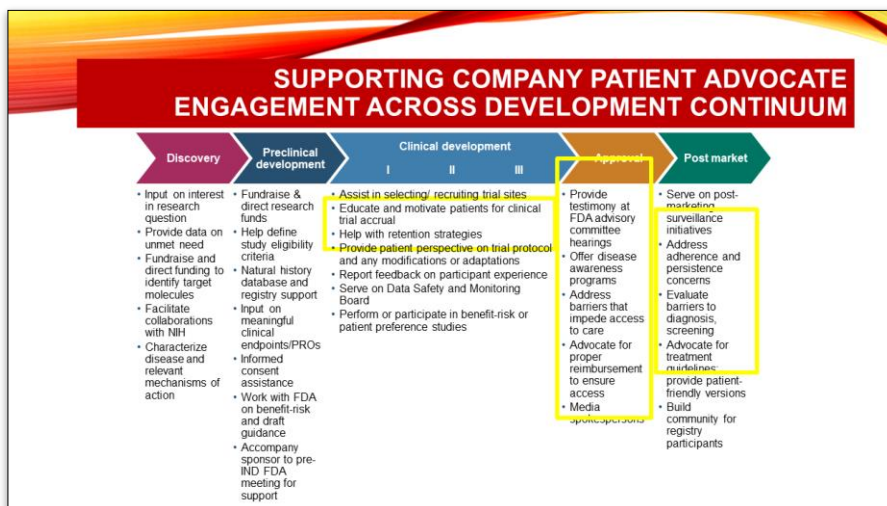 SUPPORTING COMPANY PATIENT ADVOCATE
ENGAGEMENT ACROSS DEVELOPMENT CONTINUUM
Discovery
• Input on interest
in research
question
• Provide data on
unmet need
• Fundraise and
direct funding to
identify target
molecules
• Facilitate
collaborations
with NIH
• Characterize
disease and
relevant
mechanisms of
action
Preclinical
development
• Fundraise &
direct research
funds
• Help define
study eligibility
criteria
• Natural history
database and
registry support
• Input on
meaningful
clinical
endpoints/PROs
• Informed
consent
assistance
• Work with FDA
on benefit-risk
and draft
guidance
• Accompany
sponsor to pre-
IND FDA
meeting for
support
Clinical development
I II III
• Assist in selecting/ recruiting trial sites
• Educate and motivate patients for clinical
trial accrual
• Help with retention strategies
• Provide patient perspective on trial protocol
and any modifications or adaptations
• Report feedback on participant experience
• Serve on Data Safety and Monitoring
Board
• Perform or participate in benefit-risk or
patient preference studies
Approval
• Provide
testimony at
FDA advisory
committee
hearings
• Offer disease
awareness
programs
• Address
barriers that
impede access
to care
• Advocate for
proper
reimbursement
to ensure
access
• Media
spokespersons
Post market
• Serve on post-
marketing
surveillance
initiatives
• Address
adherence and
persistence
concerns
• Evaluate
barriers to
diagnosis,
screening
• Advocate for
treatment
guidelines;
provide patient-
friendly versions
• Build
community for
registry
participants